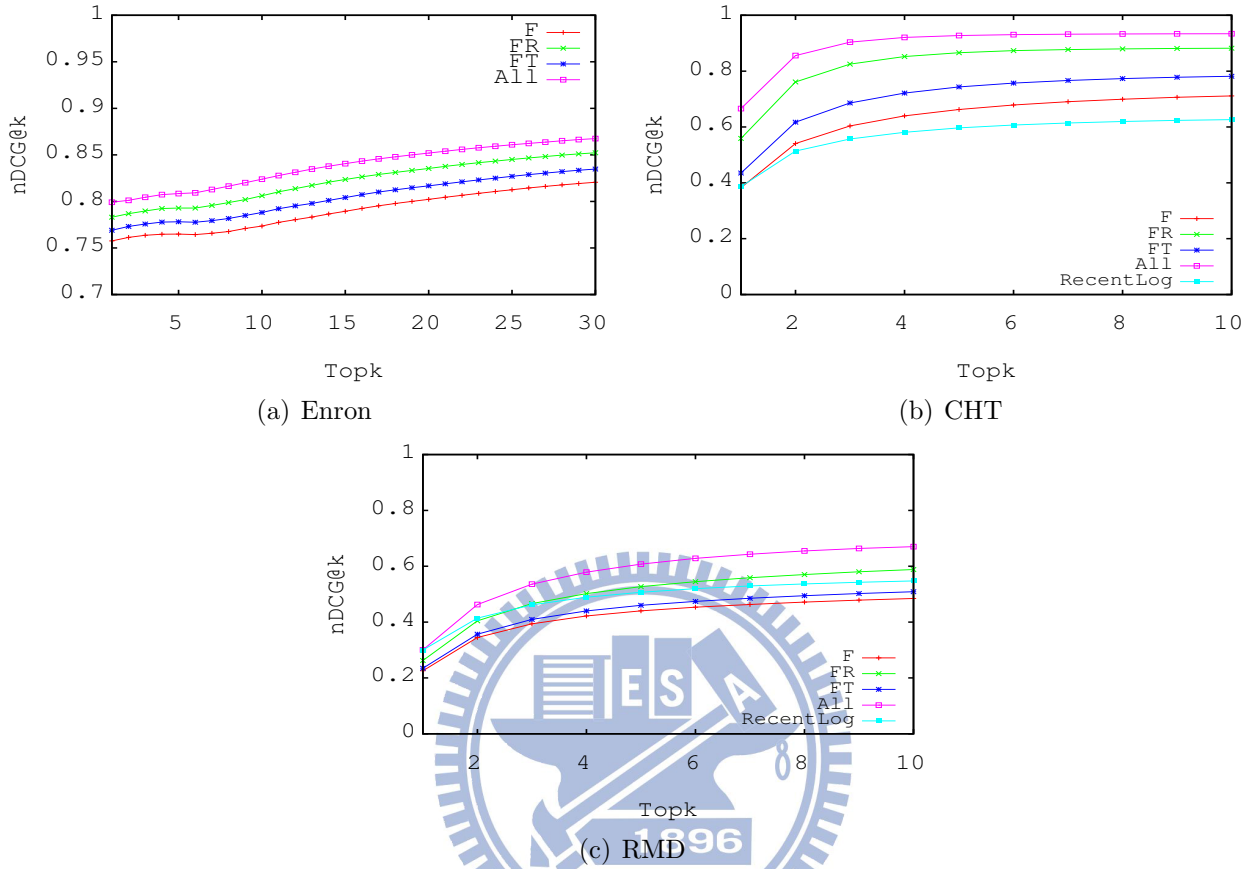 1
0.95
0.9
0.85
0.8
0.75
0.7
nDCG@k
5 10 15 20 25 30
Topk
F
FR
FT
All
(a) Enron
1
0.8
0.6
0.4
0.2
0
nDCG@k
2 4 6 8 10
Topk
F
FR
FT
All
RecentLog
(b) CHT
1
0.8
0.6
0.4
0.2
0
nDCG@k
2 4 6 8 10
Topk
F
FR
FT
All
RecentLog
E S A
1896
(c) RMD